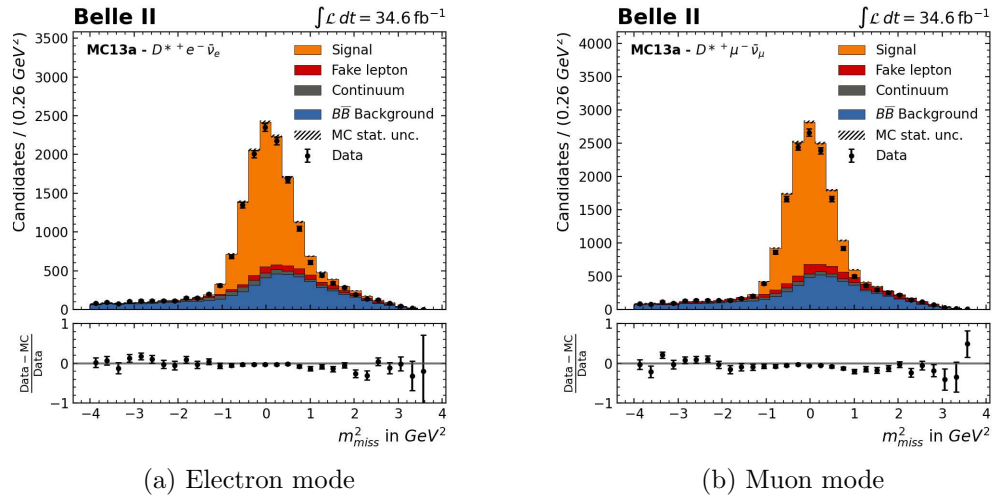 Belle II
∫ℒ dt = 34.6 fb⁻¹
MC13a - D*⁺e⁻ν̄ₑ
Signal
Fake lepton
Continuum
BB̅ Background
MC stat. unc.
Data
Candidates / (0.26 GeV²)
3500
3000
2500
2000
1500
1000
500
0
Data − MC
Data
1
0
−1
−4 −3 −2 −1 0 1 2 3 4
m²miss in GeV²
(a) Electron mode
Belle II
∫ℒ dt = 34.6 fb⁻¹
MC13a - D*⁺μ⁻ν̄μ
Signal
Fake lepton
Continuum
BB̅ Background
MC stat. unc.
Data
Candidates / (0.26 GeV²)
4000
3500
3000
2500
2000
1500
1000
500
0
Data − MC
Data
1
0
−1
−4 −3 −2 −1 0 1 2 3 4
m²miss in GeV²
(b) Muon mode